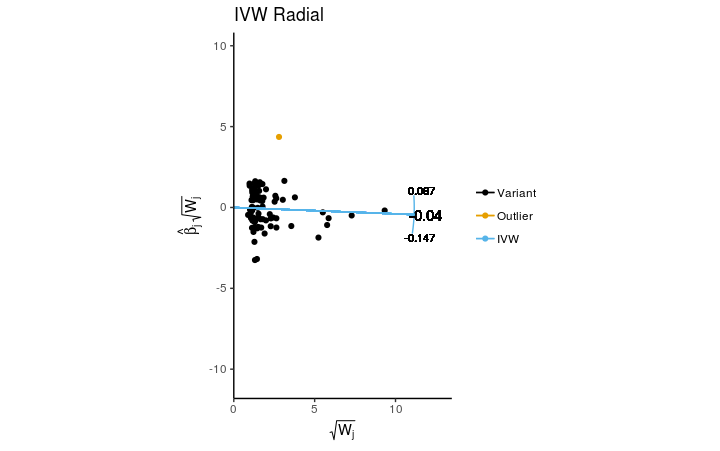 IVW Radial
10
5
0
-5
-10
β̂j√Wj
0
5
10
√Wj
0.067
-0.04
-0.147
Variant
Outlier
IVW